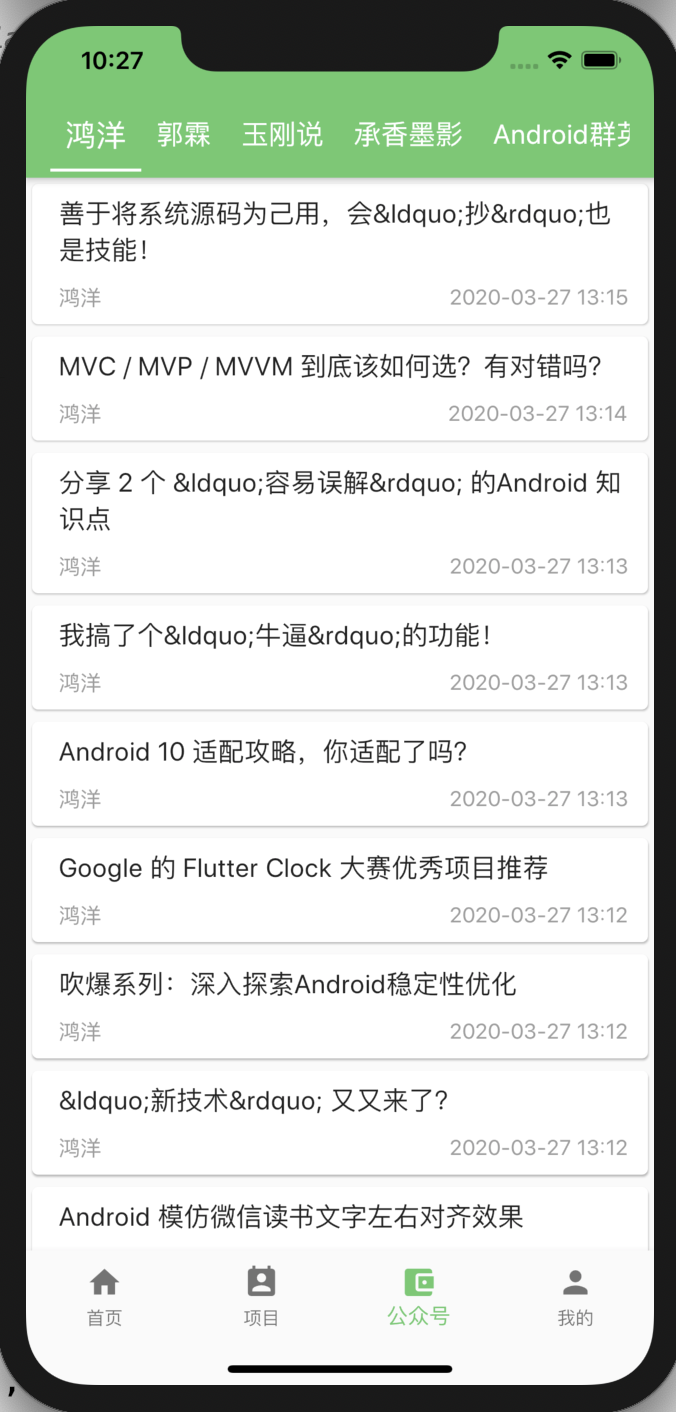 10:27
鸿洋 郭霖 玉刚说 承香墨影 Android群
善于将系统源码为己用，会&ldquo;抄&rdquo;也
是技能！
鸿洋 2020-03-27 13:15
MVC / MVP / MVVM 到底该如何选？有对错吗？
鸿洋 2020-03-27 13:14
分享 2 个 &ldquo;容易误解&rdquo; 的Android 知
识点
鸿洋 2020-03-27 13:13
我搞了个&ldquo;牛逼&rdquo;的功能！
鸿洋 2020-03-27 13:13
Android 10 适配攻略，你适配了吗？
鸿洋 2020-03-27 13:13
Google 的 Flutter Clock 大赛优秀项目推荐
鸿洋 2020-03-27 13:12
吹爆系列：深入探索Android稳定性优化
鸿洋 2020-03-27 13:12
&ldquo;新技术&rdquo; 又又来了？
鸿洋 2020-03-27 13:12
Android 模仿微信读书文字左右对齐效果
首页 项目 公众号 我的